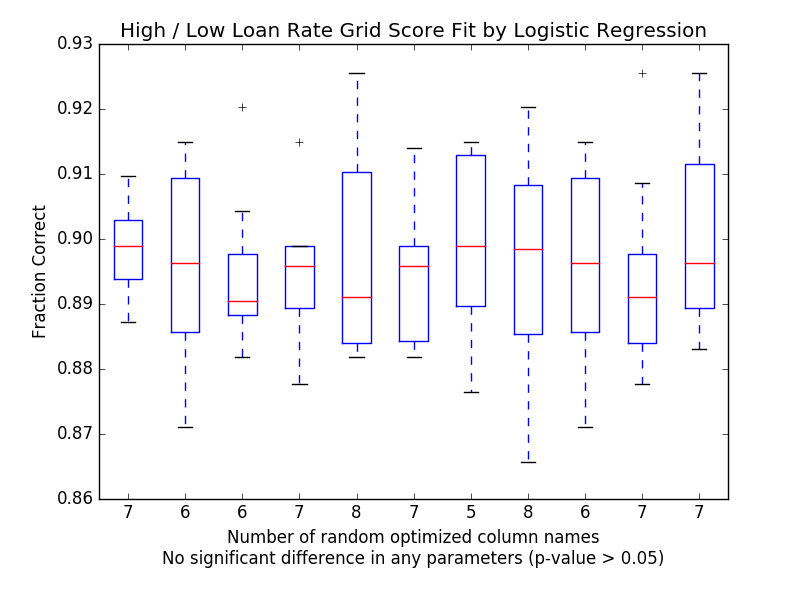 High / Low Loan Rate Grid Score Fit by Logistic Regression
0.93
0.92
0.91
0.90
0.89
0.88
0.87
0.86
Fraction Correct
7 6 6 7 8 7 5 8 6 7 7
Number of random optimized column names
No significant difference in any parameters (p-value > 0.05)